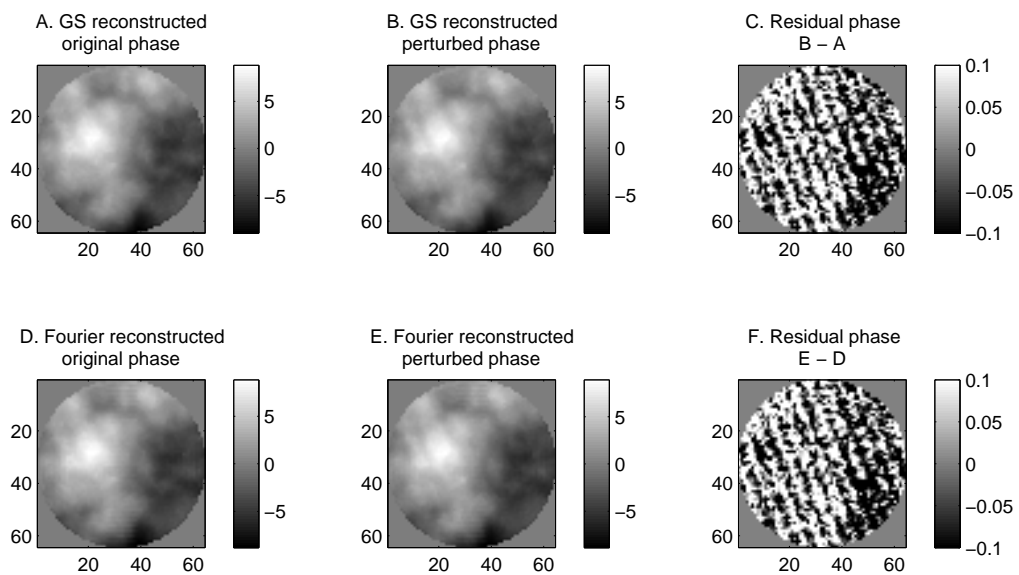 A. GS reconstructed
original phase
B. GS reconstructed
perturbed phase
C. Residual phase
B − A
20
40
60
20 40 60
5
0
−5
20
40
60
20 40 60
5
0
−5
20
40
60
20 40 60
0.1
0.05
0
−0.05
−0.1
D. Fourier reconstructed
original phase
E. Fourier reconstructed
perturbed phase
F. Residual phase
E − D
20
40
60
20 40 60
5
0
−5
20
40
60
20 40 60
5
0
−5
20
40
60
20 40 60
0.1
0.05
0
−0.05
−0.1